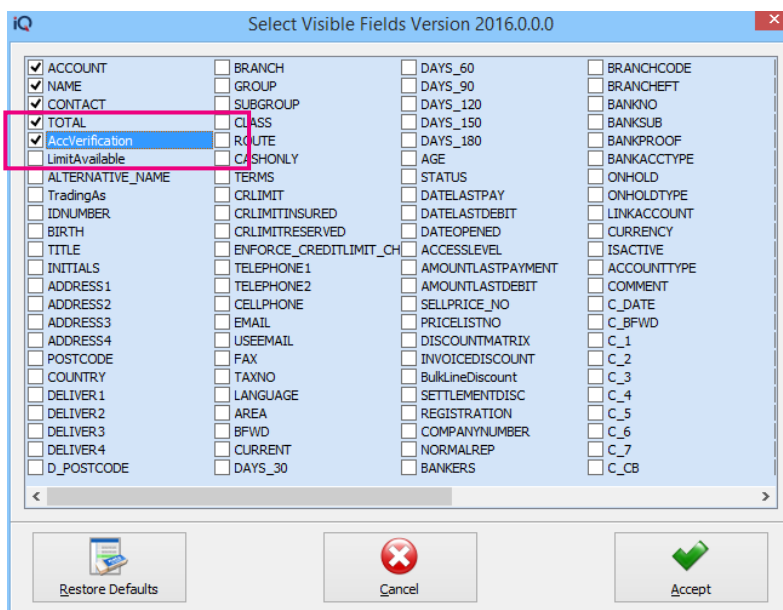 iQ Select Visible Fields Version 2016.0.0.0
ACCOUNT
NAME
CONTACT
TOTAL
AccVerification
LimitAvailable
ALTERNATIVE_NAME
TradingAs
IDNUMBER
BIRTH
TITLE
INITIALS
ADDRESS1
ADDRESS2
ADDRESS3
ADDRESS4
POSTCODE
COUNTRY
DELIVER1
DELIVER2
DELIVER3
DELIVER4
D_POSTCODE
BRANCH
GROUP
SUBGROUP
CLASS
ROUTE
CASHONLY
TERMS
CRLIMIT
CRLIMITINSURED
CRLIMITRESERVED
ENFORCE_CREDITLIMIT_CH
TELEPHONE1
TELEPHONE2
CELLPHONE
EMAIL
USEEMAIL
FAX
TAXNO
LANGUAGE
AREA
BFWD
CURRENT
DAYS_30
DAYS_60
DAYS_90
DAYS_120
DAYS_150
DAYS_180
AGE
STATUS
DATELASTPAY
DATELASTDEBIT
DATEOPENED
ACCESSLEVEL
AMOUNTLASTPAYMENT
AMOUNTLASTDEBIT
SELLPRICE_NO
PRICELISTNO
DISCOUNTMATRIX
INVOICEDISCOUNT
BulkLineDiscount
SETTLEMENTDISC
REGISTRATION
COMPANYNUMBER
NORMALREP
BANKERS
BRANCHCODE
BRANCHEFT
BANKNO
BANKSUB
BANKPROOF
BANKACCTYPE
ONHOLD
ONHOLDTYPE
LINKACCOUNT
CURRENCY
ISACTIVE
ACCOUNTTYPE
COMMENT
C_DATE
C_BFWD
C_1
C_2
C_3
C_4
C_5
C_6
C_7
C_CB
Restore Defaults
Cancel
Accept